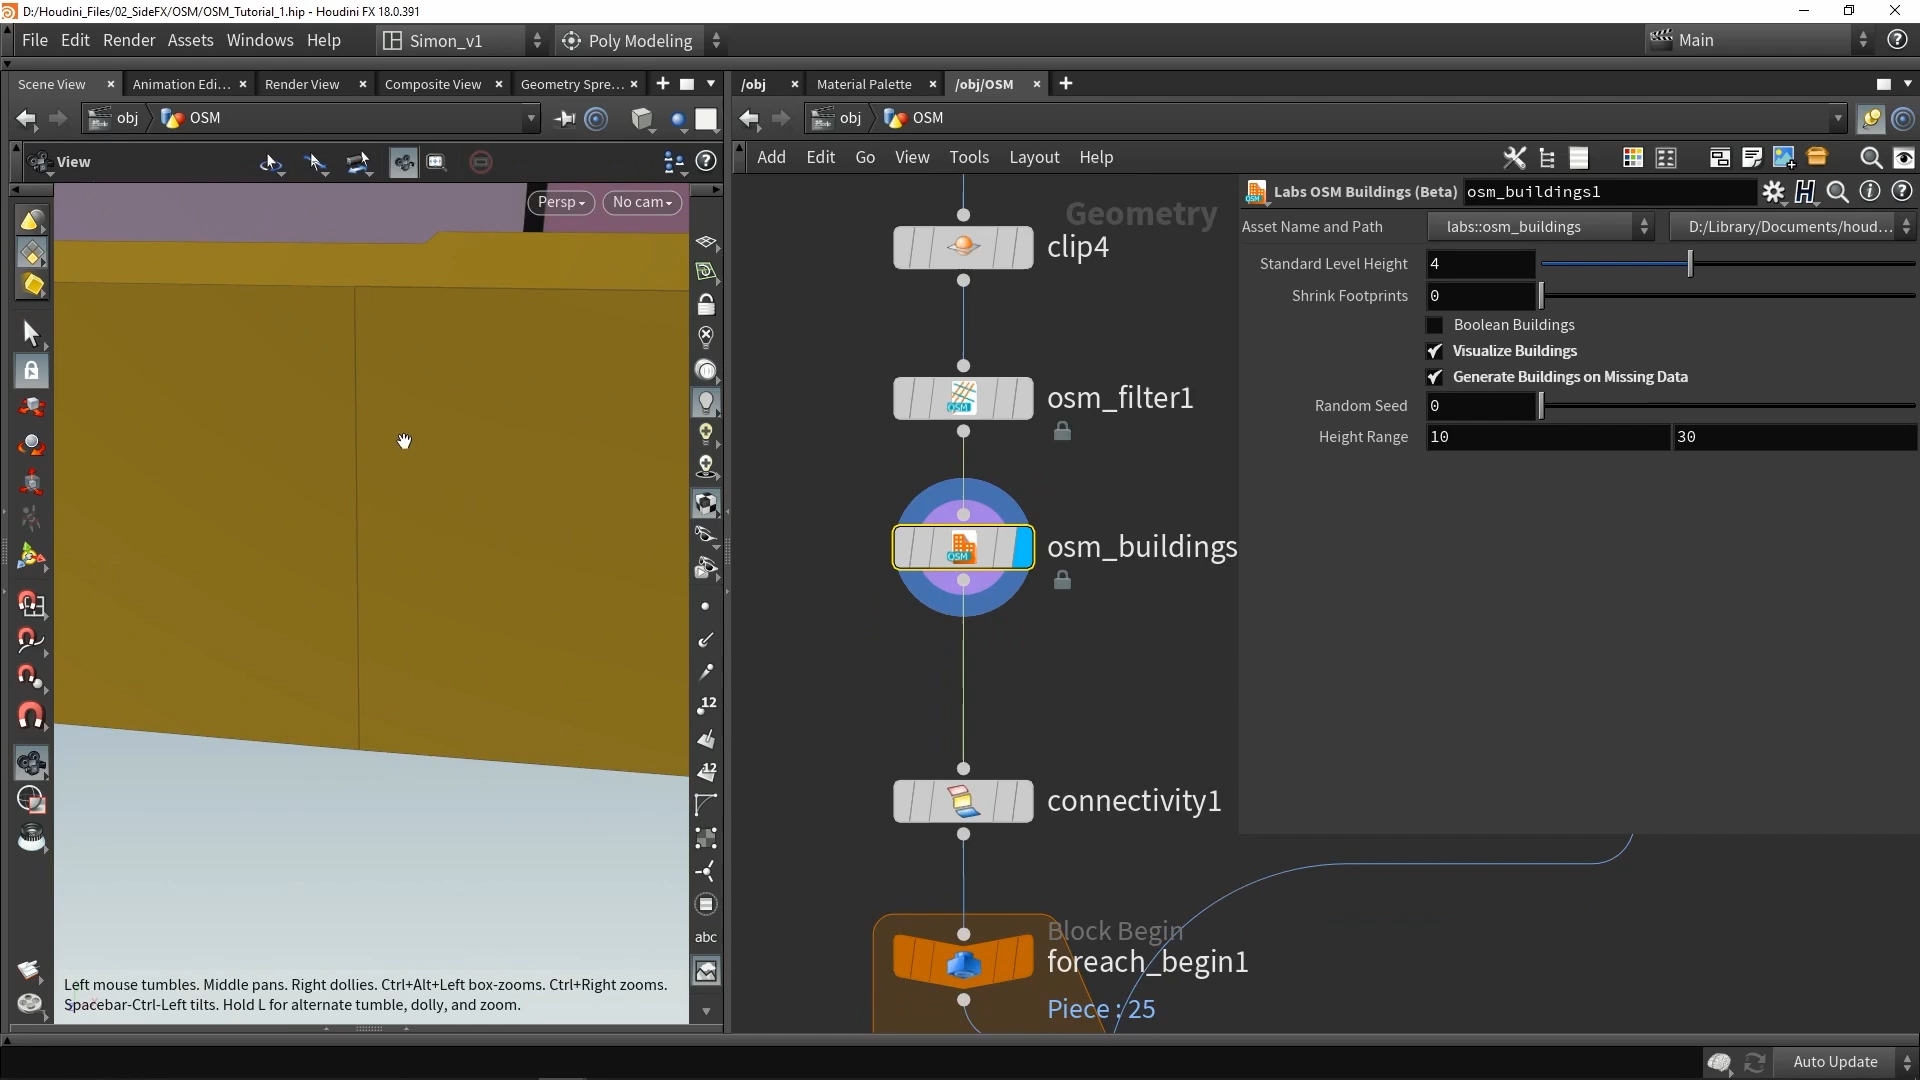 D:/Houdini_Files/02_SideFX/OSM/OSM_Tutorial_1.hip - Houdini FX 18.0.391
File Edit Render Assets Windows Help Simon_v1 Poly Modeling Main
Scene View Animation Edi... Render View Composite View Geometry Spre...
/obj Material Palette /obj/OSM
obj OSM
obj OSM
View
Add Edit Go View Tools Layout Help
Persp No cam
Geometry
clip4
osm_filter1
osm_buildings
connectivity1
Block Begin
foreach_begin1
Piece : 25
Labs OSM Buildings (Beta) osm_buildings1
Asset Name and Path labs::osm_buildings D:/Library/Documents/houd...
Standard Level Height 4
Shrink Footprints 0
Boolean Buildings
Visualize Buildings
Generate Buildings on Missing Data
Random Seed 0
Height Range 10 30
12
12
abc
Left mouse tumbles. Middle pans. Right dollies. Ctrl+Alt+Left box-zooms. Ctrl+Right zooms.
Spacebar-Ctrl-Left tilts. Hold L for alternate tumble, dolly, and zoom.
Auto Update